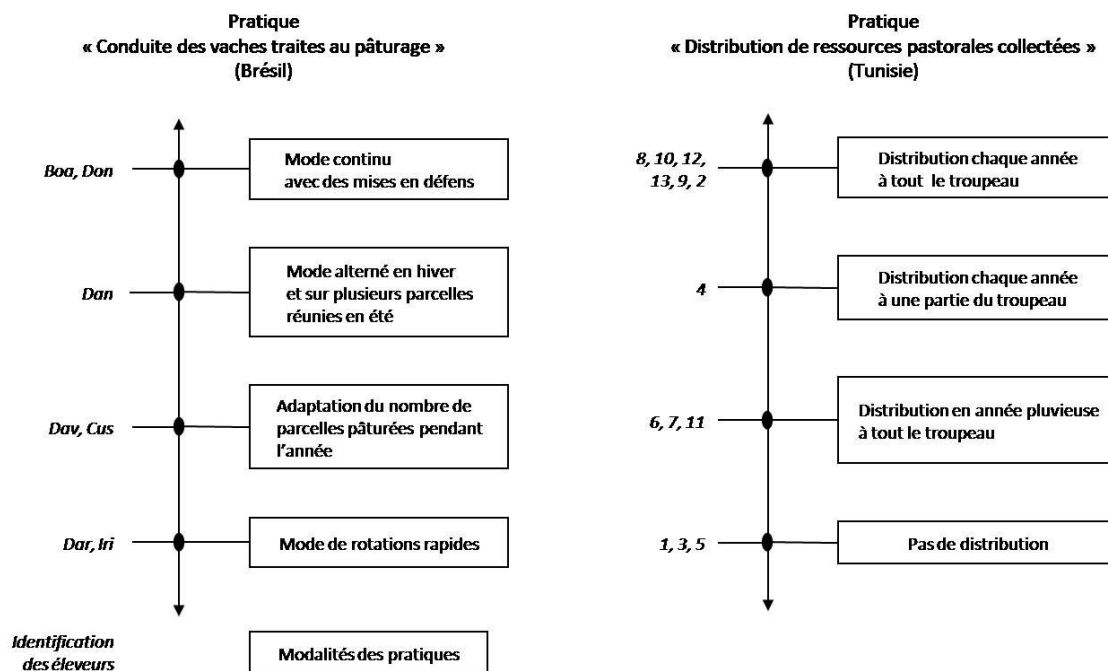 Pratique
« Conduite des vaches traites au pâturage »
(Brésil)
Boa, Don
Mode continu
avec des mises en défens
Dan
Mode alterné en hiver
et sur plusieurs parcelles
réunies en été
Dav, Cus
Adaptation du nombre de
parcelles pâturées pendant
l'année
Dar, Iri
Mode de rotations rapides
Identification
des éleveurs
Modalités des pratiques
Pratique
« Distribution de ressources pastorales collectées »
(Tunisie)
8, 10, 12,
13, 9, 2
Distribution chaque année
à tout le troupeau
4
Distribution chaque année
à une partie du troupeau
6, 7, 11
Distribution en année pluvieuse
à tout le troupeau
1, 3, 5
Pas de distribution